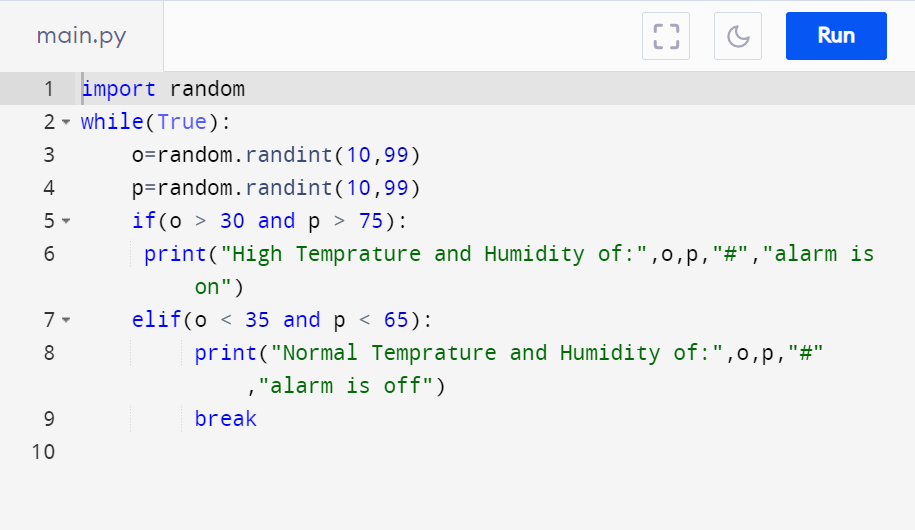 main.py
Run
1 import random
2 while(True):
3 o=random.randint(10,99)
4 p=random.randint(10,99)
5 if(o > 30 and p > 75):
6 print("High Temprature and Humidity of:",o,p,"#","alarm is
on")
7 elif(o < 35 and p < 65):
8 print("Normal Temprature and Humidity of:",o,p,"#"
,"alarm is off")
9 break
10